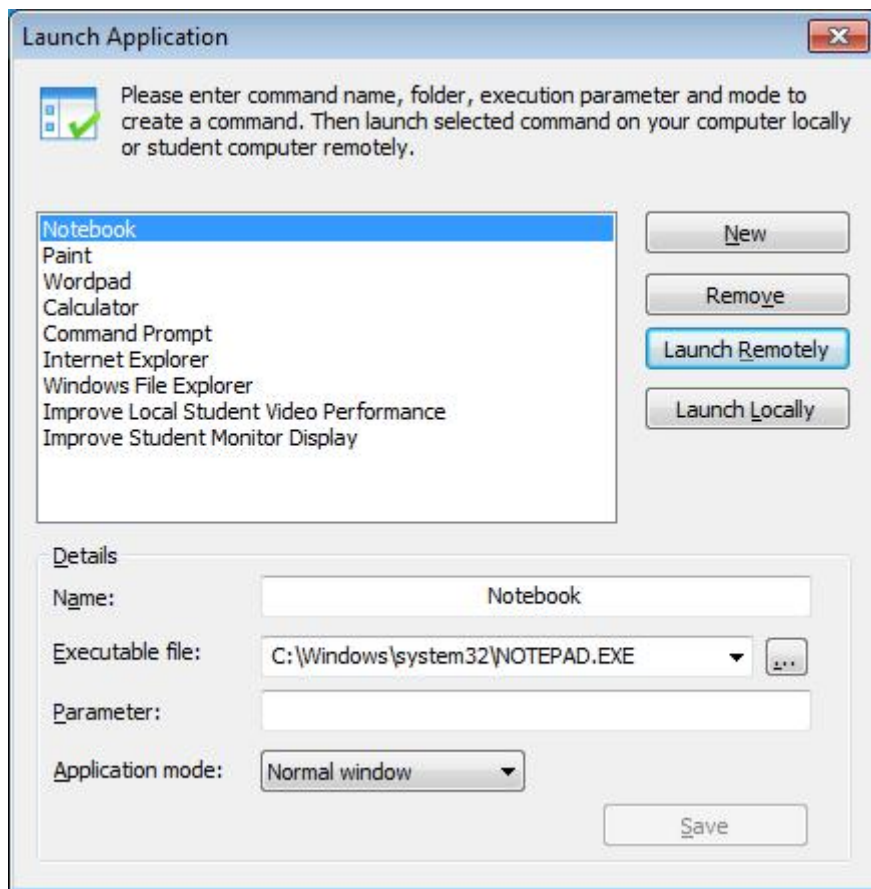 Launch Application
Please enter command name, folder, execution parameter and mode to
create a command. Then launch selected command on your computer locally
or student computer remotely.
Notebook
Paint
Wordpad
Calculator
Command Prompt
Internet Explorer
Windows File Explorer
Improve Local Student Video Performance
Improve Student Monitor Display
New
Remove
Launch Remotely
Launch Locally
Details
Name: Notebook
Executable file: C:\Windows\system32\NOTEPAD.EXE ...
Parameter:
Application mode: Normal window
Save